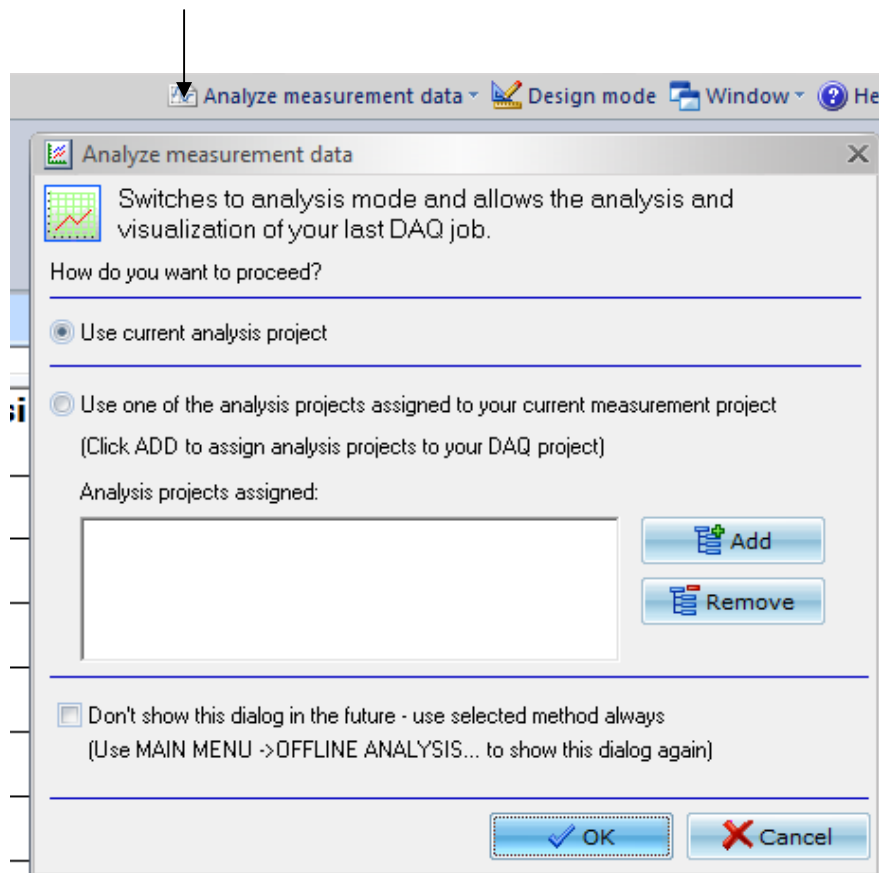 Analyze measurement data Design mode Window He
Analyze measurement data
Switches to analysis mode and allows the analysis and
visualization of your last DAQ job.
How do you want to proceed?
Use current analysis project
si
Use one of the analysis projects assigned to your current measurement project
(Click ADD to assign analysis projects to your DAQ project)
Analysis projects assigned:
Add
Remove
Don't show this dialog in the future - use selected method always
(Use MAIN MENU ->OFFLINE ANALYSIS... to show this dialog again)
OK Cancel